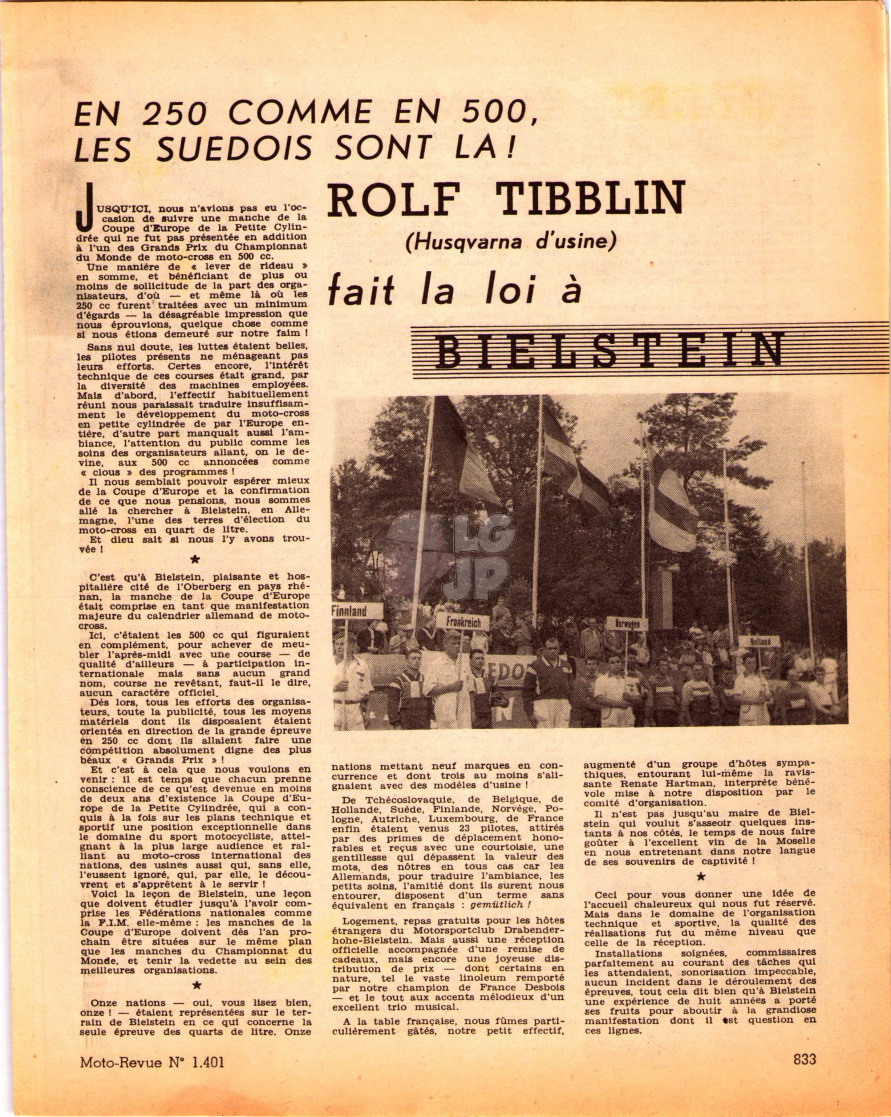 EN 250 COMME EN 500,
LES SUEDOIS SONT LA !
ROLF TIBBLIN
(Husqvarna d'usine)
fait la loi à
BIELSTEIN
JUSQU'ICI, nous n'avions pas eu l'oc-
casion de suivre une manche de la
Coupe d'Europe de la Petite Cylin-
drée qui ne fut pas présentée en addition
à l'un des Grands Prix du Championnat
du Monde de moto-cross en 500 cc.
Une manière de « lever de rideau »
en somme, et bénéficiant de plus ou
moins de sollicitude de la part des orga-
nisateurs, d'où — et même là où les
250 cc furent traitées avec un minimum
d'égards — la désagréable impression que
nous éprouvions, quelque chose comme
si nous étions demeuré sur notre faim !
Sans nul doute, les luttes étaient belles,
les pilotes présents ne ménageant pas
leurs efforts. Certes encore, l'intérêt
technique de ces courses était grand, par
la diversité des machines employées.
Mais d'abord, l'effectif habituellement
réuni nous paraissait traduire insuffisam-
ment le développement du moto-cross
en petite cylindrée de par l'Europe en-
tière, d'autre part manquait aussi l'am-
biance, l'attention du public comme les
soins des organisateurs allant, on le de-
vine, aux 500 cc annoncées comme
« clous » des programmes !
Il nous semblait pouvoir espérer mieux
de la Coupe d'Europe et la confirmation
de ce que nous pensions, nous sommes
allé la chercher à Bielstein, en Alle-
magne, l'une des terres d'élection du
moto-cross en quart de litre.
Et dieu sait si nous l'y avons trou-
vée !
★
C'est qu'à Bielstein, plaisante et hos-
pitalière cité de l'Oberberg en pays rhé-
nan, la manche de la Coupe d'Europe
était comprise en tant que manifestation
majeure du calendrier allemand de moto-
cross.
Ici, c'étaient les 500 cc qui figuraient
en complément, pour achever de meu-
bler l'après-midi avec une course — de
qualité d'ailleurs — à participation in-
ternationale mais sans aucun grand
nom, course ne revêtant, faut-il le dire,
aucun caractère officiel.
Dès lors, tous les efforts des organisa-
teurs, toute la publicité, tous les moyens
matériels dont ils disposaient étaient
orientés en direction de la grande épreuve
en 250 cc dont ils allaient faire une
compétition absolument digne des plus
beaux « Grands Prix » !
Et c'est à cela que nous voulons en
venir : il est temps que chacun prenne
conscience de ce qu'est devenue en moins
de deux ans d'existence la Coupe d'Eu-
rope de la Petite Cylindrée, qui a con-
quis à la fois sur les plans technique et
sportif une position exceptionnelle dans
le domaine du sport motocycliste, attei-
gnant à la plus large audience et ral-
liant au moto-cross international des
nations, des usines aussi qui, sans elle,
l'eussent ignoré, qui, par elle, le décou-
vrent et s'apprêtent à le servir !
Voici la leçon de Bielstein, une leçon
que doivent étudier jusqu'à l'avoir com-
prise les Fédérations nationales comme
la F.I.M. elle-même : les manches de la
Coupe d'Europe doivent dès l'an pro-
chain être situées sur le même plan
que les manches du Championnat du
Monde, et tenir la vedette au sein des
meilleures organisations.
★
Onze nations — oui, vous lisez bien,
onze ! — étaient représentées sur le ter-
rain de Bielstein en ce qui concerne la
seule épreuve des quarts de litre. Onze
Finnland
Frankreich
Norwegen
Holland
EDO
LG
JP
nations mettant neuf marques en con-
currence et dont trois au moins s'ali-
gnaient avec des modèles d'usine !
De Tchécoslovaquie, de Belgique, de
Hollande, Suède, Finlande, Norvège, Po-
logne, Autriche, Luxembourg, de France
enfin étaient venus 23 pilotes, attirés
par des primes de déplacement hono-
rables et reçus avec une courtoisie, une
gentillesse qui dépassent la valeur des
mots, des nôtres en tous cas car les
Allemands, pour traduire l'ambiance, les
petits soins, l'amitié dont ils surent nous
entourer, disposent d'un terme sans
équivalent en français : gemütlich !
Logement, repas gratuits pour les hôtes
étrangers du Motorsportclub Drabender-
hohe-Bielstein. Mais aussi une réception
officielle accompagnée d'une remise de
cadeaux, mais encore une joyeuse dis-
tribution de prix — dont certains en
nature, tel le vaste linoleum remporté
par notre champion de France Desbois
— et le tout aux accents mélodieux d'un
excellent trio musical.
A la table française, nous fûmes parti-
culièrement gâtés, notre petit effectif,
augmenté d'un groupe d'hôtes sympa-
thiques, entourant lui-même la ravis-
sante Renate Hartman, interprète béné-
vole mise à notre disposition par le
comité d'organisation.
Il n'est pas jusqu'au maire de Biel-
stein qui voulut s'asseoir quelques ins-
tants à nos côtés, le temps de nous faire
goûter à l'excellent vin de la Moselle
en nous entretenant dans notre langue
de ses souvenirs de captivité !
★
Ceci pour vous donner une idée de
l'accueil chaleureux qui nous fut réservé.
Mais dans le domaine de l'organisation
technique et sportive, la qualité des
réalisations fut du même niveau que
celle de la réception.
Installations soignées, commissaires
parfaitement au courant des tâches qui
les attendaient, sonorisation impeccable,
aucun incident dans le déroulement des
épreuves, tout cela dit bien qu'à Bielstein
une expérience de huit années a porté
ses fruits pour aboutir à la grandiose
manifestation dont il est question en
ces lignes.
Moto-Revue N° 1.401
833